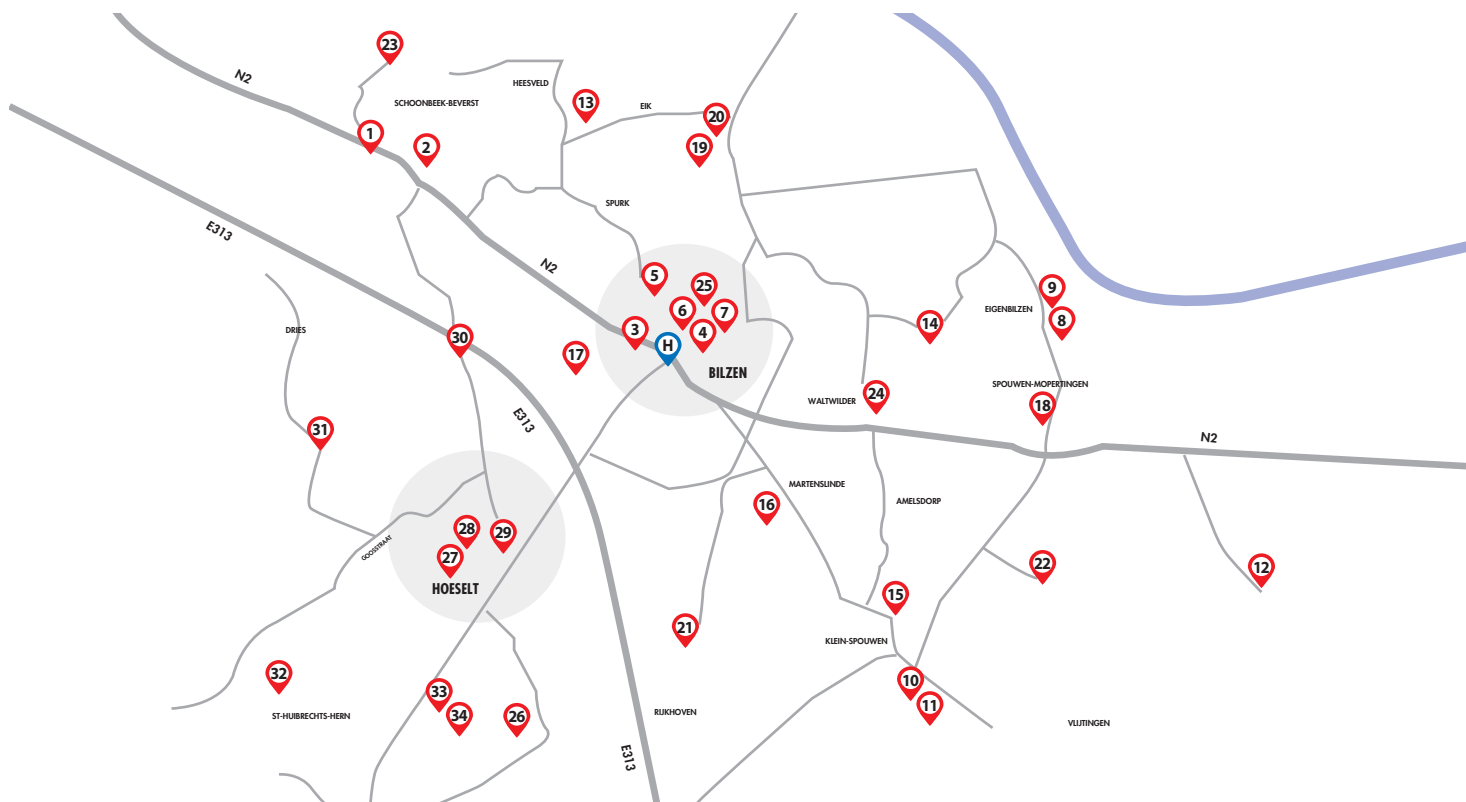 23
N2
HEESVELD
SCHOONBEEK-BEVERST
13
EIK
20
1
2
19
SPURK
E313
N2
5
25
9
6
7
EIGENBILZEN
8
14
DRIES
30
3
4
H
17
BILZEN
SPOUWEN-MOPERTINGEN
24
WALTWILDER
18
E313
31
N2
MARTENSLINDE
16
AMELSDORP
28
29
GOOSSTRAAT
27
22
12
HOESELT
15
21
KLEIN-SPOUWEN
32
10
33
11
34
26
ST-HUIBRECHTS-HERN
RIJKHOVEN
VLIJTINGEN
E313